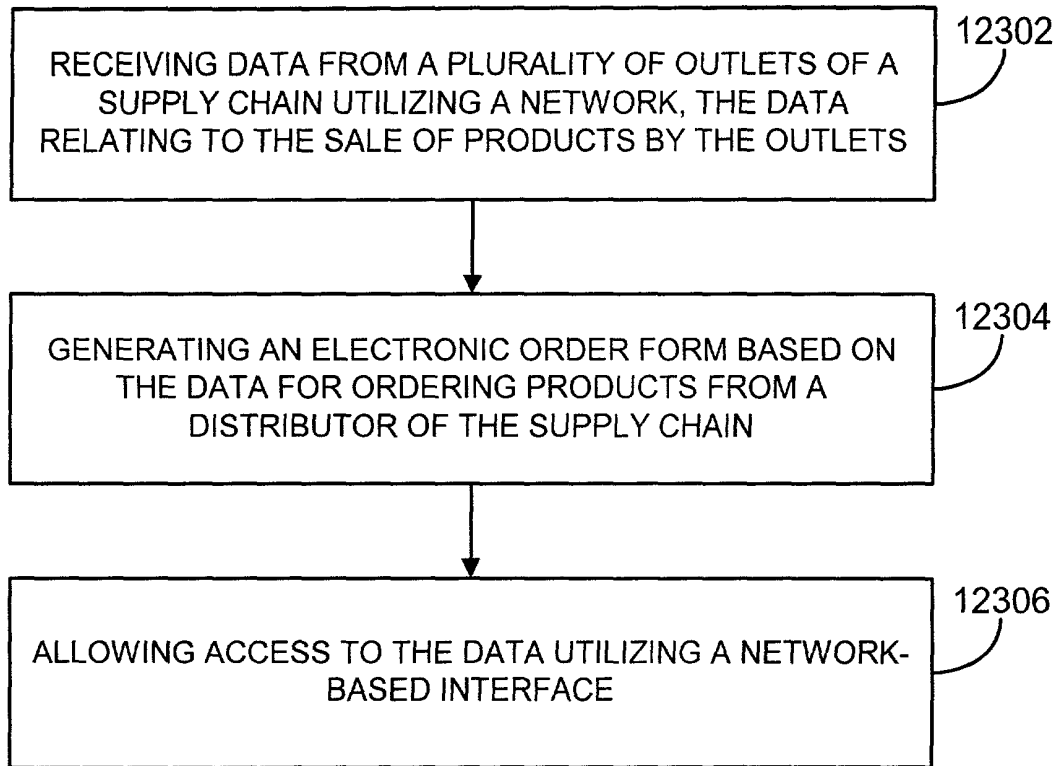 12302
RECEIVING DATA FROM A PLURALITY OF OUTLETS OF A
SUPPLY CHAIN UTILIZING A NETWORK, THE DATA
RELATING TO THE SALE OF PRODUCTS BY THE OUTLETS
12304
GENERATING AN ELECTRONIC ORDER FORM BASED ON
THE DATA FOR ORDERING PRODUCTS FROM A
DISTRIBUTOR OF THE SUPPLY CHAIN
12306
ALLOWING ACCESS TO THE DATA UTILIZING A NETWORK-
BASED INTERFACE